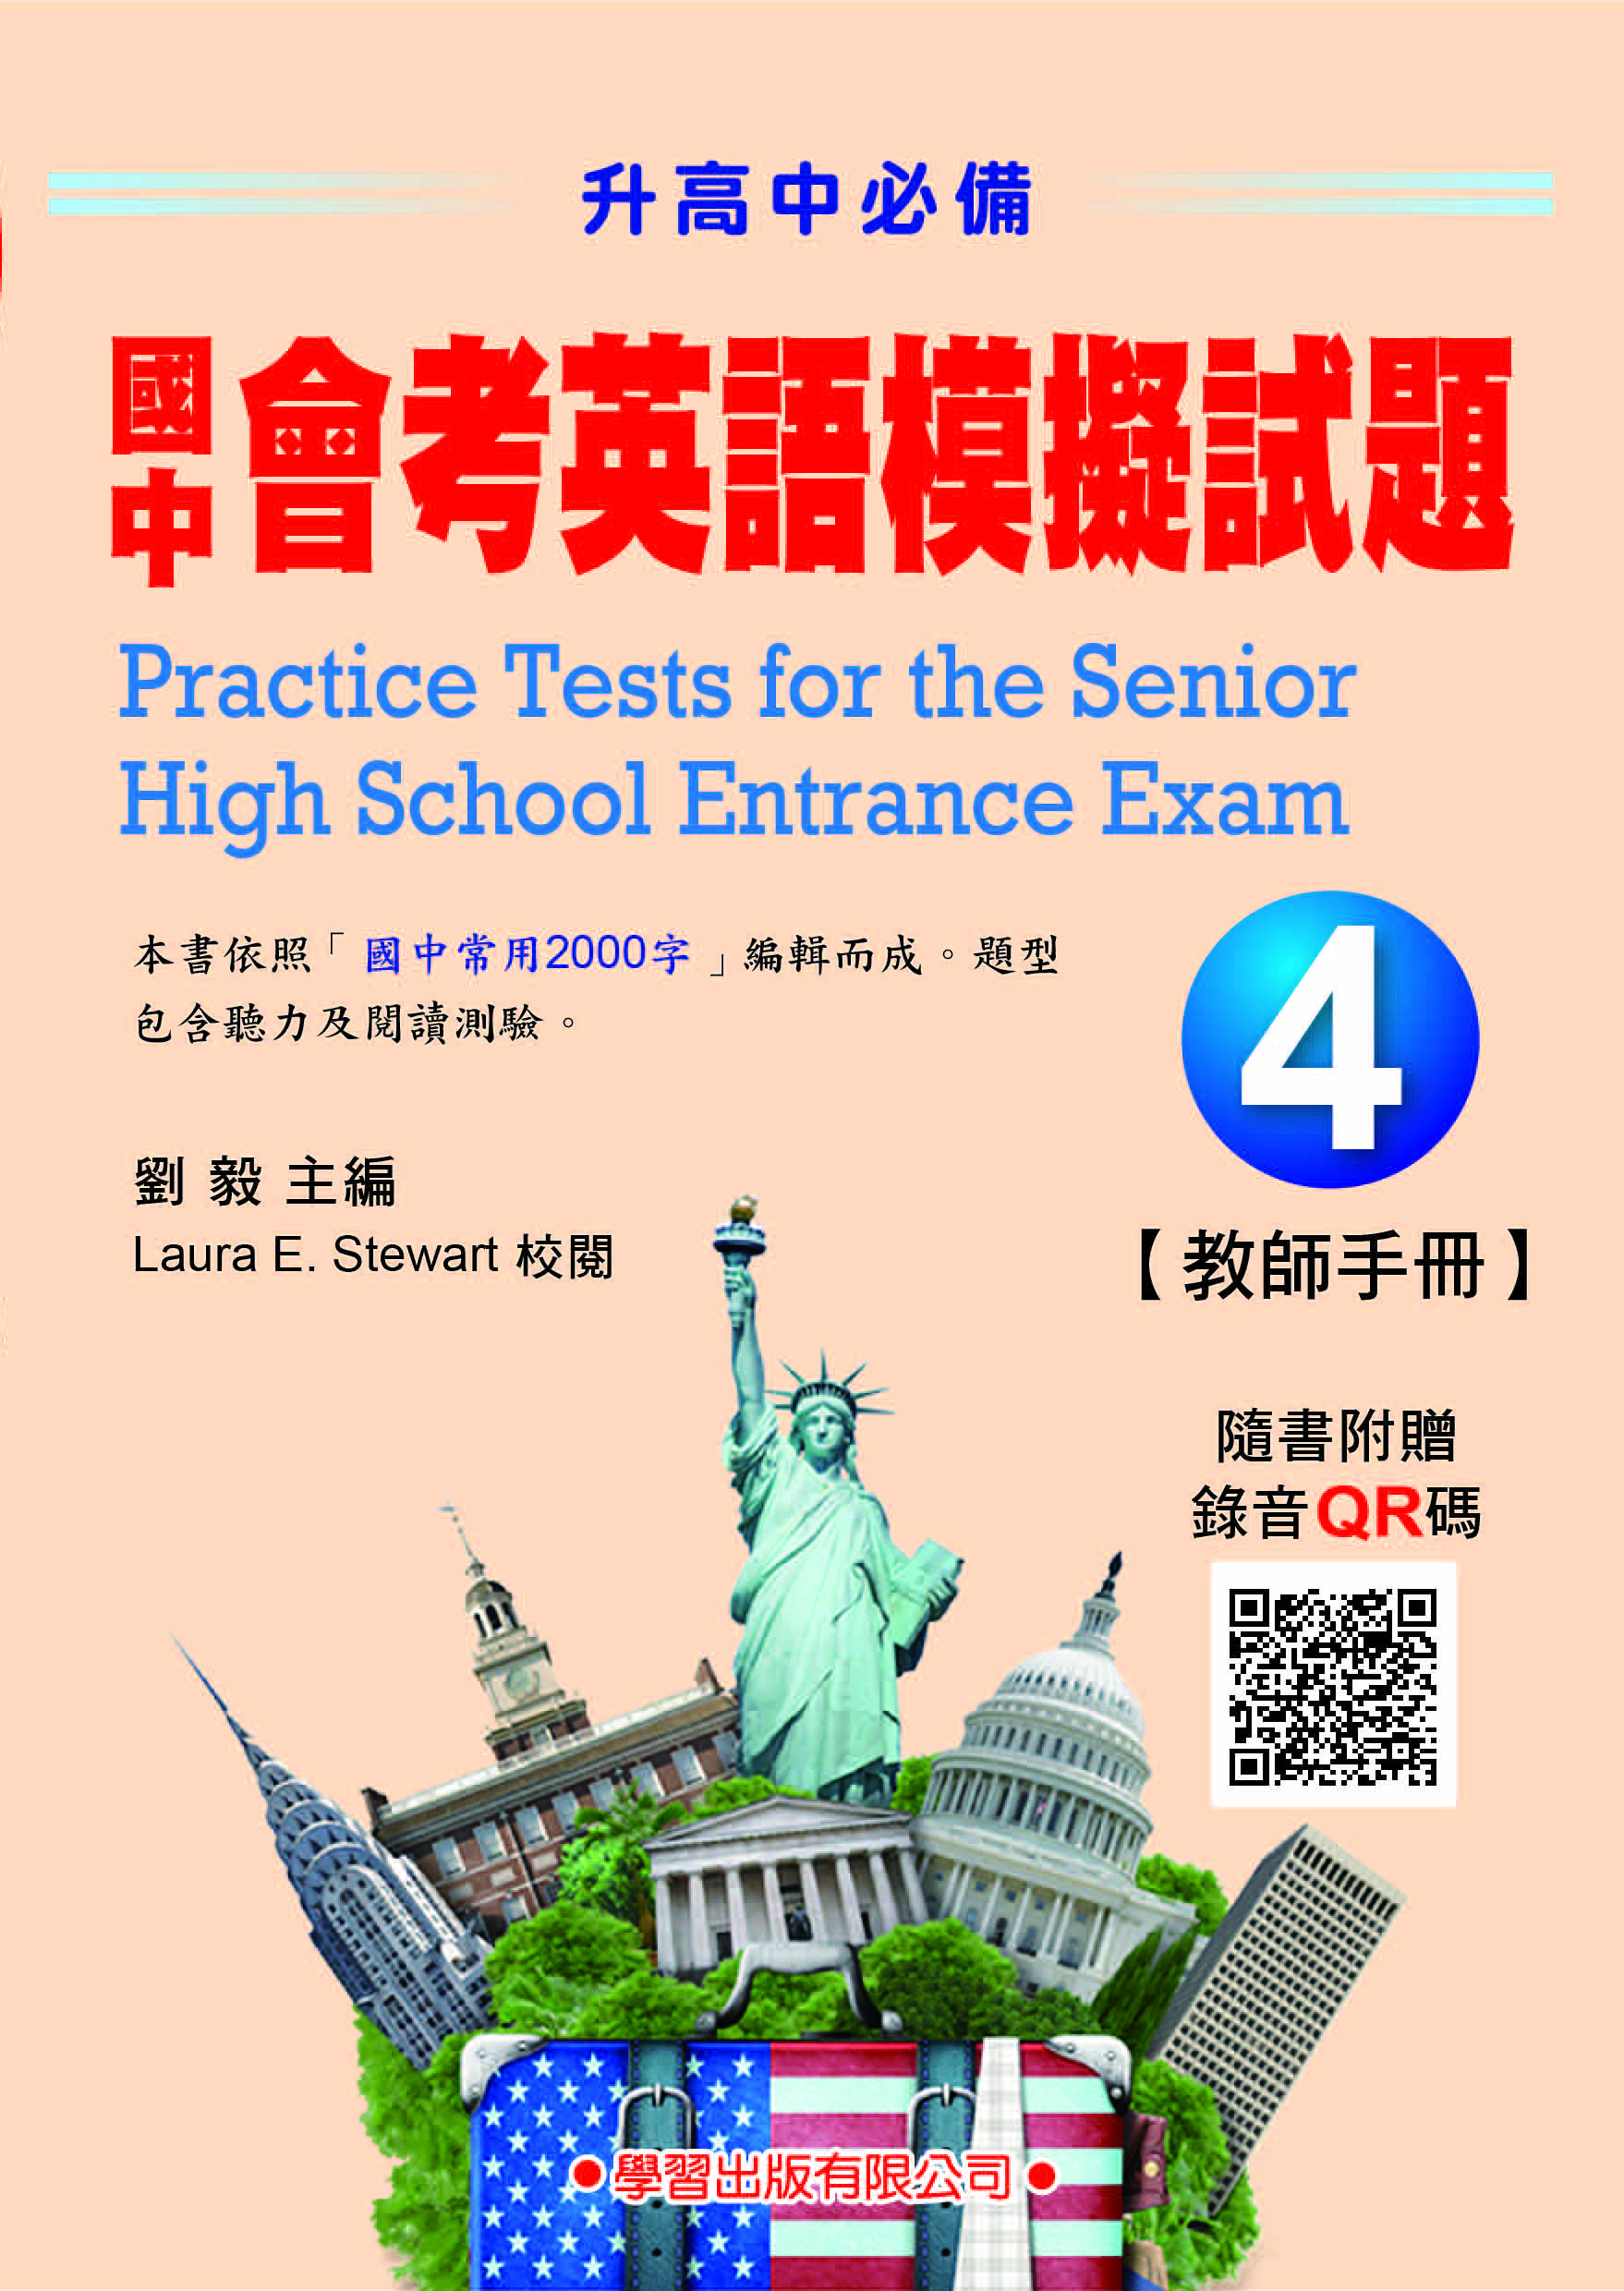 升高中必備
國中會考英語模擬試題
Practice Tests for the Senior
High School Entrance Exam
本書依照「國中常用2000字」編輯而成。題型
包含聽力及閱讀測驗。
4
【教師手冊】
劉 毅 主編
Laura E. Stewart 校閱
隨書附贈
錄音QR碼
●學習出版有限公司●